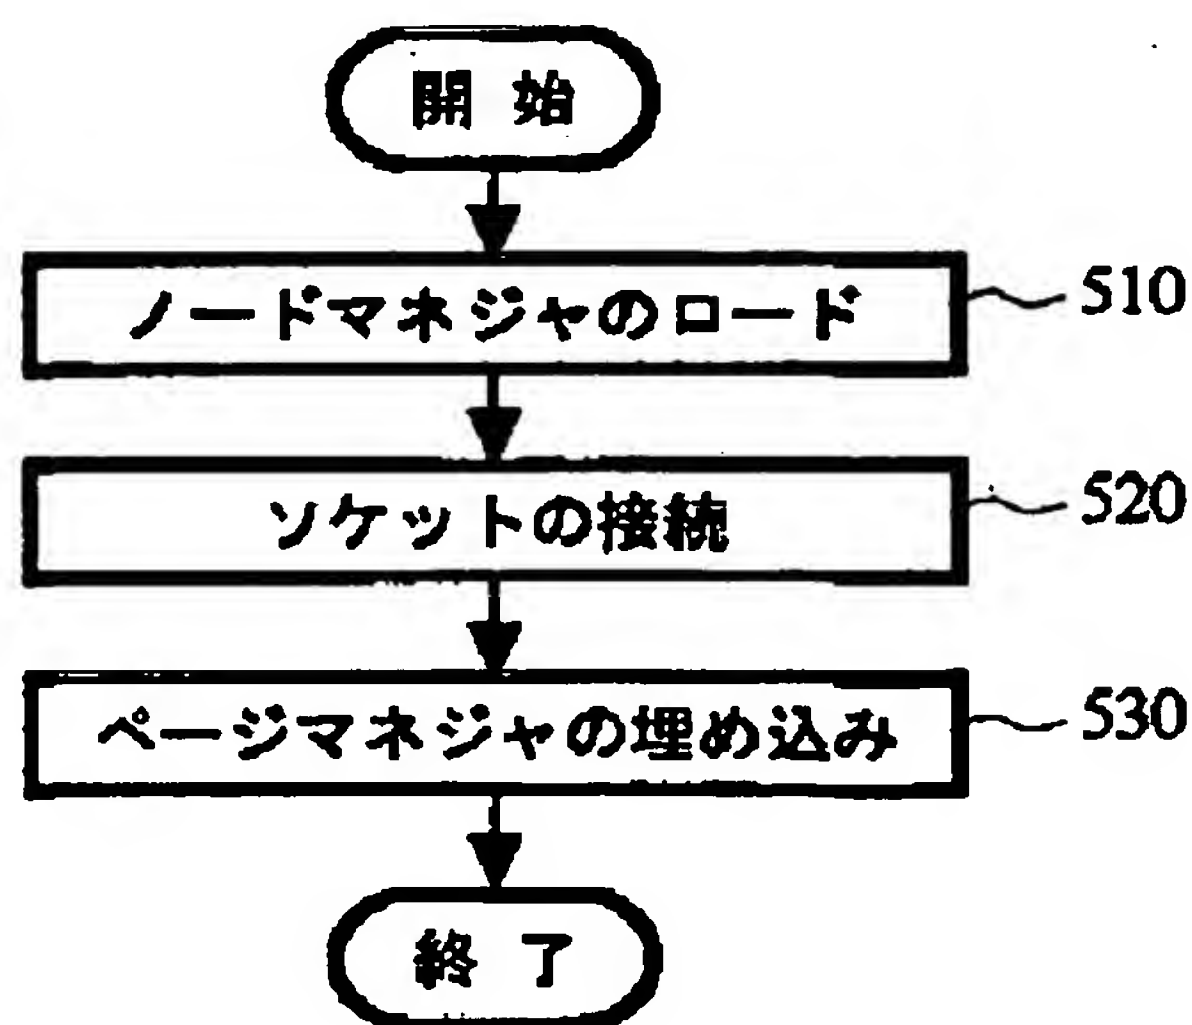 開 始
ノードマネジャのロード 510
ソケットの接続 520
ページマネジャの埋め込み 530
終 了